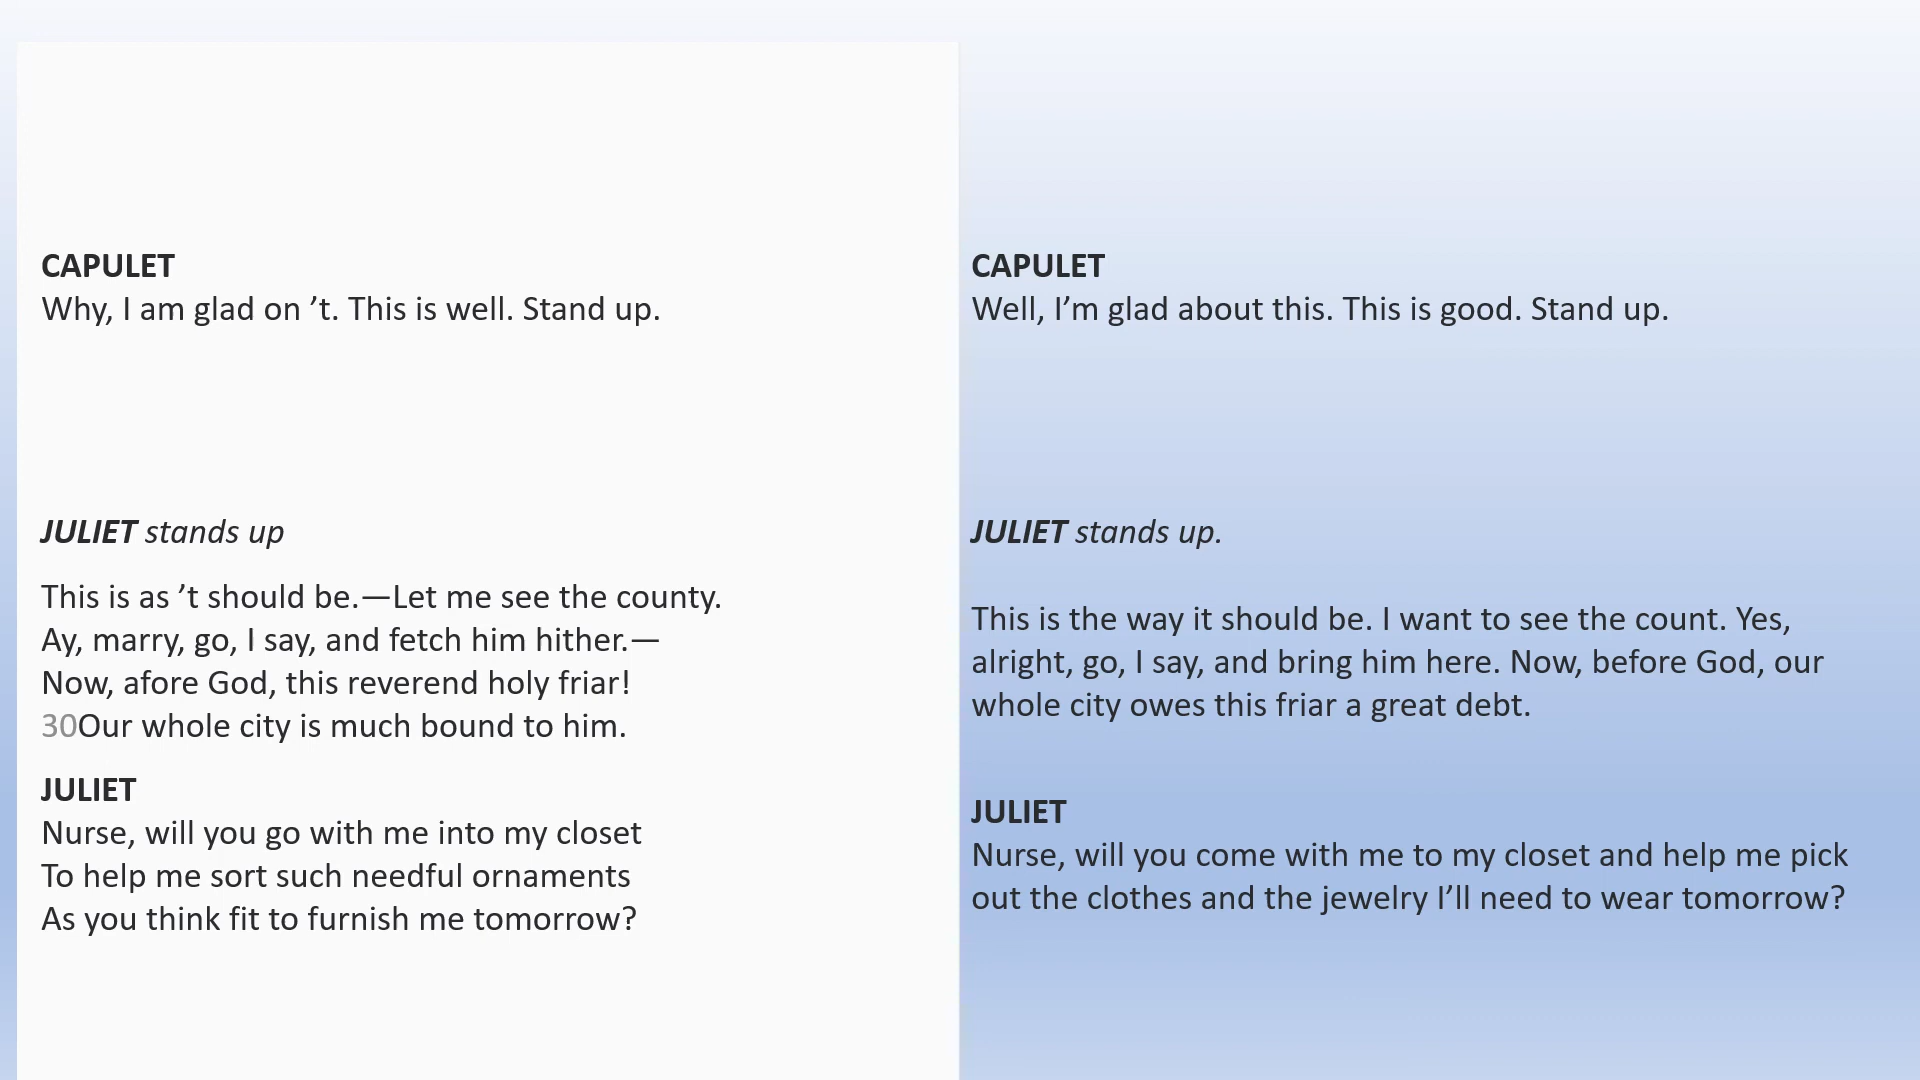 CAPULET
Why, I am glad on ’t. This is well. Stand up.
JULIET stands up
This is as ’t should be.—Let me see the county.
Ay, marry, go, I say, and fetch him hither.—
Now, afore God, this reverend holy friar!
30Our whole city is much bound to him.
JULIET
Nurse, will you go with me into my closet
To help me sort such needful ornaments
As you think fit to furnish me tomorrow?
CAPULET
Well, I’m glad about this. This is good. Stand up.
JULIET stands up.
This is the way it should be. I want to see the count. Yes,
alright, go, I say, and bring him here. Now, before God, our
whole city owes this friar a great debt.
JULIET
Nurse, will you come with me to my closet and help me pick
out the clothes and the jewelry I’ll need to wear tomorrow?